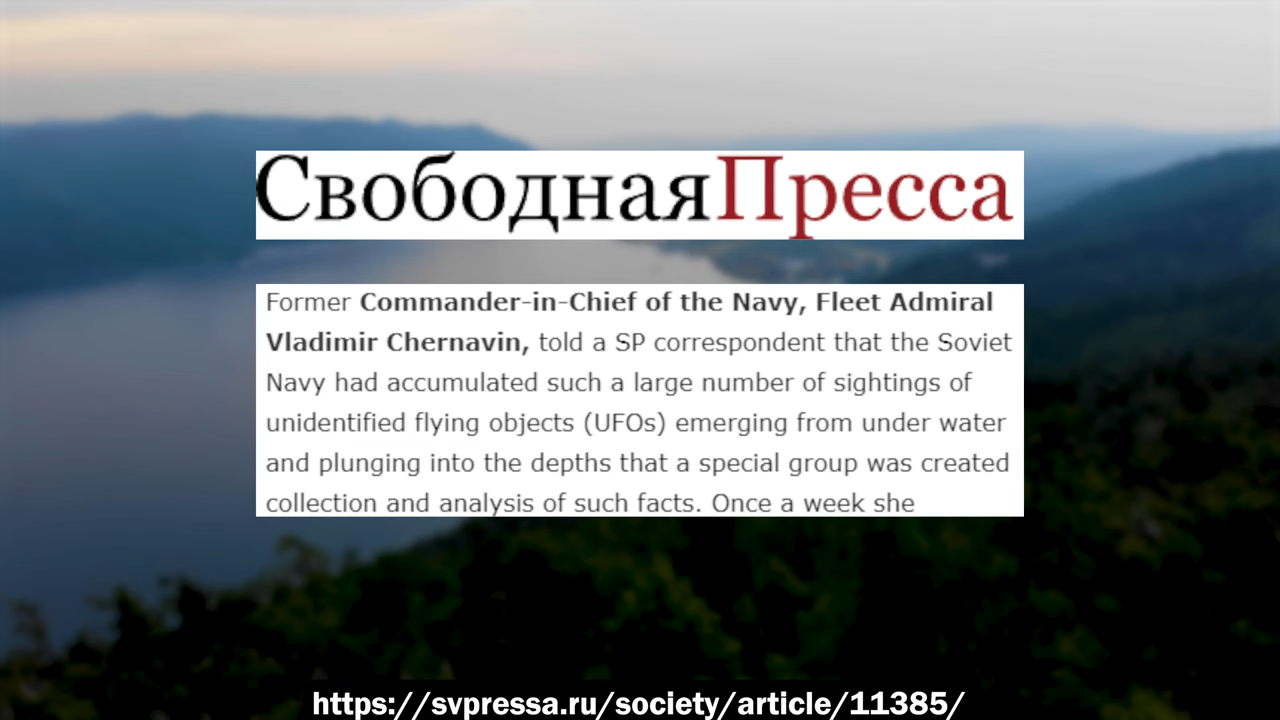 СвободнаяПресса
Former Commander-in-Chief of the Navy, Fleet Admiral
Vladimir Chernavin, told a SP correspondent that the Soviet
Navy had accumulated such a large number of sightings of
unidentified flying objects (UFOs) emerging from under water
and plunging into the depths that a special group was created
collection and analysis of such facts. Once a week she
https://svpressa.ru/society/article/11385/